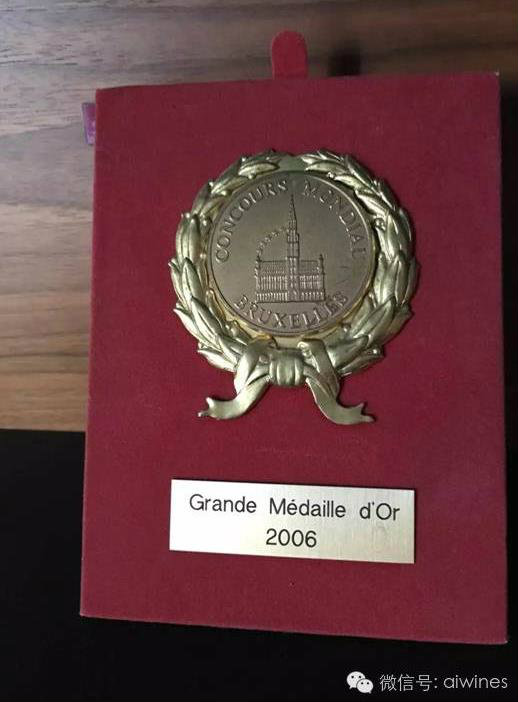 CONCOURS MONDIAL
BRUXELLES
Grande Médaille d'Or
2006
微信号: aiwines